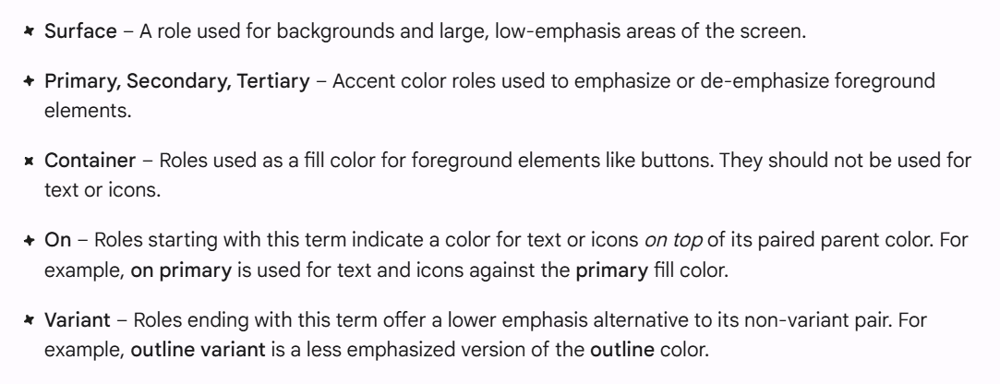 Surface – A role used for backgrounds and large, low-emphasis areas of the screen.
Primary, Secondary, Tertiary – Accent color roles used to emphasize or de-emphasize foreground
elements.
Container – Roles used as a fill color for foreground elements like buttons. They should not be used for
text or icons.
On – Roles starting with this term indicate a color for text or icons on top of its paired parent color. For
example, on primary is used for text and icons against the primary fill color.
Variant – Roles ending with this term offer a lower emphasis alternative to its non-variant pair. For
example, outline variant is a less emphasized version of the outline color.